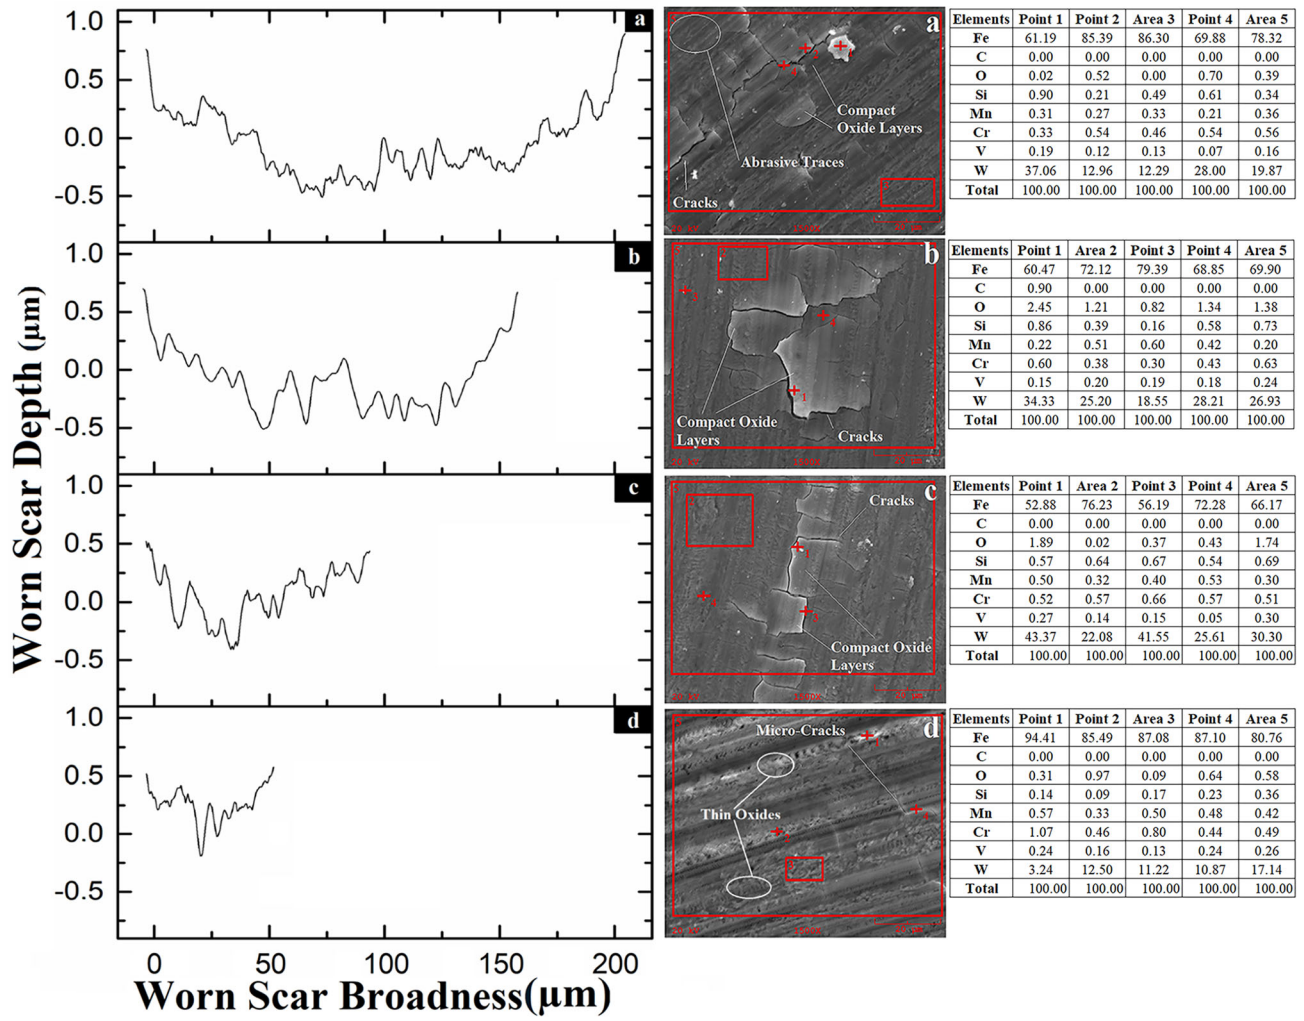 Worn Scar Depth (μm)
a
1.0
0.5
0.0
-0.5
b
1.0
0.5
0.0
-0.5
c
1.0
0.5
0.0
-0.5
d
1.0
0.5
0.0
-0.5
0 50 100 150 200
Worn Scar Broadness(μm)
a
Compact
Oxide Layers
Abrasive Traces
Cracks
Elements Point 1 Point 2 Area 3 Point 4 Area 5
Fe 61.19 85.39 86.30 69.88 78.32
C 0.00 0.00 0.00 0.00 0.00
O 0.02 0.52 0.00 0.70 0.39
Si 0.90 0.21 0.49 0.61 0.34
Mn 0.31 0.27 0.33 0.21 0.36
Cr 0.33 0.54 0.46 0.54 0.56
V 0.19 0.12 0.13 0.07 0.16
W 37.06 12.96 12.29 28.00 19.87
Total 100.00 100.00 100.00 100.00 100.00
b
Compact Oxide
Layers
Cracks
Elements Point 1 Area 2 Point 3 Point 4 Area 5
Fe 60.47 72.12 79.39 68.85 69.90
C 0.90 0.00 0.00 0.00 0.00
O 2.45 1.21 0.82 1.34 1.38
Si 0.86 0.39 0.16 0.58 0.73
Mn 0.22 0.51 0.60 0.42 0.20
Cr 0.60 0.38 0.30 0.43 0.63
V 0.15 0.20 0.19 0.18 0.24
W 34.33 25.20 18.55 28.21 26.93
Total 100.00 100.00 100.00 100.00 100.00
c
Cracks
Compact Oxide
Layers
Elements Point 1 Area 2 Point 3 Point 4 Area 5
Fe 52.88 76.23 56.19 72.28 66.17
C 0.00 0.00 0.00 0.00 0.00
O 1.89 0.02 0.37 0.43 1.74
Si 0.57 0.64 0.67 0.54 0.69
Mn 0.50 0.32 0.40 0.53 0.30
Cr 0.52 0.57 0.66 0.57 0.51
V 0.27 0.14 0.15 0.05 0.30
W 43.37 22.08 41.55 25.61 30.30
Total 100.00 100.00 100.00 100.00 100.00
d
Micro-Cracks
Thin Oxides
Elements Point 1 Point 2 Area 3 Point 4 Area 5
Fe 94.41 85.49 87.08 87.10 80.76
C 0.00 0.00 0.00 0.00 0.00
O 0.31 0.97 0.09 0.64 0.58
Si 0.14 0.09 0.17 0.23 0.36
Mn 0.57 0.33 0.50 0.48 0.42
Cr 1.07 0.46 0.80 0.44 0.49
V 0.24 0.16 0.13 0.24 0.26
W 3.24 12.50 11.22 10.87 17.14
Total 100.00 100.00 100.00 100.00 100.00